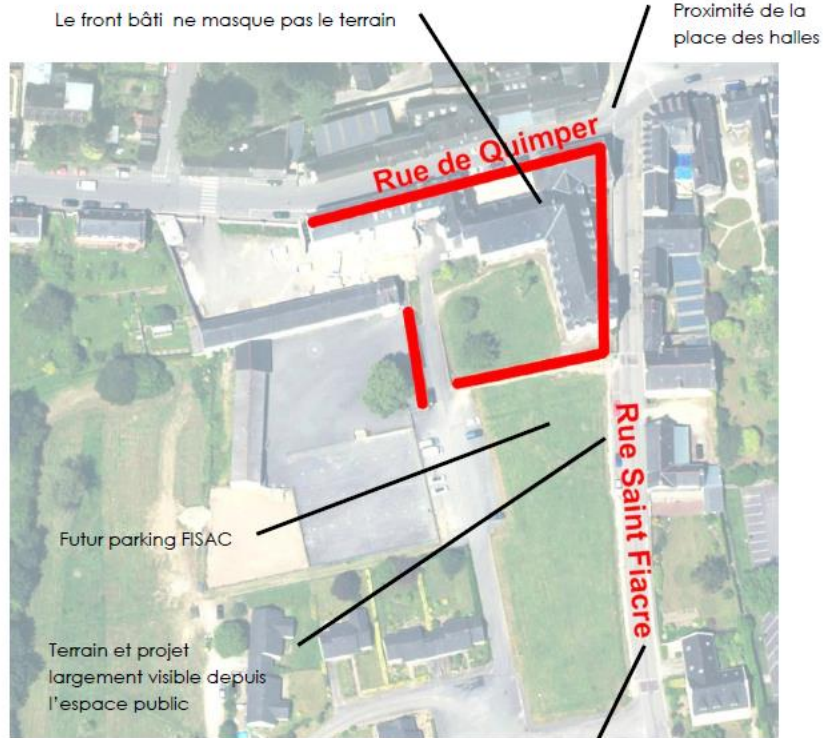 Le front bâti ne masque pas le terrain
Proximité de la
place des halles
Rue de Quimper
Rue Saint Fiacre
Futur parking FISAC
Terrain et projet
largement visible depuis
l'espace public